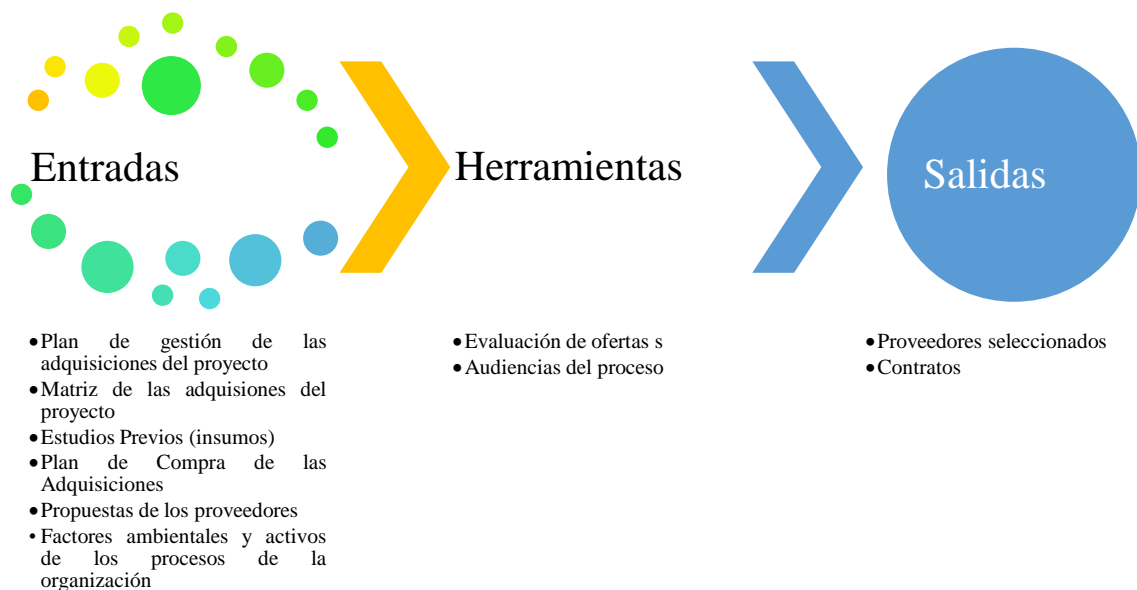 Entradas
Herramientas
Salidas
•Plan de gestión de las
adquisiciones del proyecto
•Matriz de las adquisiones del
proyecto
•Estudios Previos (insumos)
•Plan de Compra de las
Adquisiciones
•Propuestas de los proveedores
• Factores ambientales y activos
de los procesos de la
organización
•Evaluación de ofertas s
•Audiencias del proceso
•Proveedores seleccionados
•Contratos